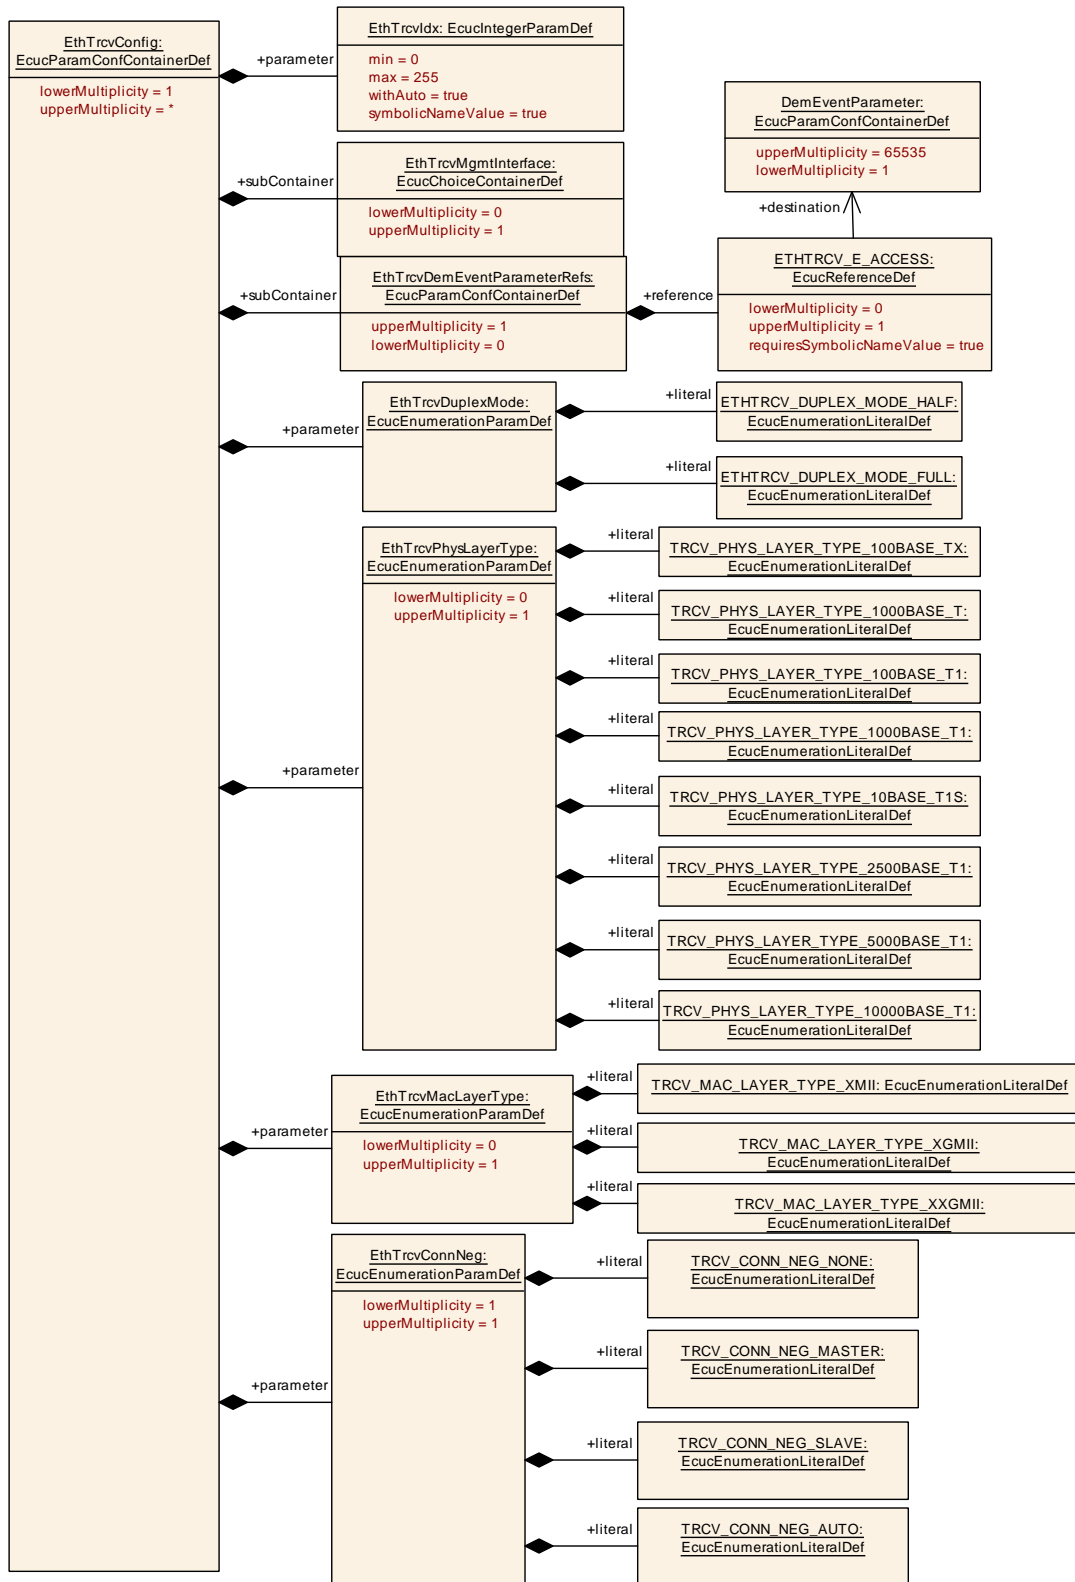 EthTrcvConfig:
EcucParamConfContainerDef
lowerMultiplicity = 1
upperMultiplicity = *
+parameter
EthTrcvIdx: EcucIntegerParamDef
min = 0
max = 255
withAuto = true
symbolicNameValue = true
+subContainer
EthTrcvMgmtInterface:
EcucChoiceContainerDef
lowerMultiplicity = 0
upperMultiplicity = 1
DemEventParameter:
EcucParamConfContainerDef
upperMultiplicity = 65535
lowerMultiplicity = 1
+destination
+subContainer
EthTrcvDemEventParameterRefs:
EcucParamConfContainerDef
upperMultiplicity = 1
lowerMultiplicity = 0
+reference
ETHTRCV_E_ACCESS:
EcucReferenceDef
lowerMultiplicity = 0
upperMultiplicity = 1
requiresSymbolicNameValue = true
+parameter
EthTrcvDuplexMode:
EcucEnumerationParamDef
+literal
ETHTRCV_DUPLEX_MODE_HALF:
EcucEnumerationLiteralDef
+literal
ETHTRCV_DUPLEX_MODE_FULL:
EcucEnumerationLiteralDef
+parameter
EthTrcvPhysLayerType:
EcucEnumerationParamDef
lowerMultiplicity = 0
upperMultiplicity = 1
+literal
TRCV_PHYS_LAYER_TYPE_100BASE_TX:
EcucEnumerationLiteralDef
+literal
TRCV_PHYS_LAYER_TYPE_1000BASE_T:
EcucEnumerationLiteralDef
+literal
TRCV_PHYS_LAYER_TYPE_100BASE_T1:
EcucEnumerationLiteralDef
+literal
TRCV_PHYS_LAYER_TYPE_1000BASE_T1:
EcucEnumerationLiteralDef
+literal
TRCV_PHYS_LAYER_TYPE_10BASE_T1S:
EcucEnumerationLiteralDef
+literal
TRCV_PHYS_LAYER_TYPE_2500BASE_T1:
EcucEnumerationLiteralDef
+literal
TRCV_PHYS_LAYER_TYPE_5000BASE_T1:
EcucEnumerationLiteralDef
+literal
TRCV_PHYS_LAYER_TYPE_10000BASE_T1:
EcucEnumerationLiteralDef
+parameter
EthTrcvMacLayerType:
EcucEnumerationParamDef
lowerMultiplicity = 0
upperMultiplicity = 1
+literal
TRCV_MAC_LAYER_TYPE_XMII: EcucEnumerationLiteralDef
+literal
TRCV_MAC_LAYER_TYPE_XGMII:
EcucEnumerationLiteralDef
+literal
TRCV_MAC_LAYER_TYPE_XXGMII:
EcucEnumerationLiteralDef
+parameter
EthTrcvConnNeg:
EcucEnumerationParamDef
lowerMultiplicity = 1
upperMultiplicity = 1
+literal
TRCV_CONN_NEG_NONE:
EcucEnumerationLiteralDef
+literal
TRCV_CONN_NEG_MASTER:
EcucEnumerationLiteralDef
+literal
TRCV_CONN_NEG_SLAVE:
EcucEnumerationLiteralDef
+literal
TRCV_CONN_NEG_AUTO:
EcucEnumerationLiteralDef